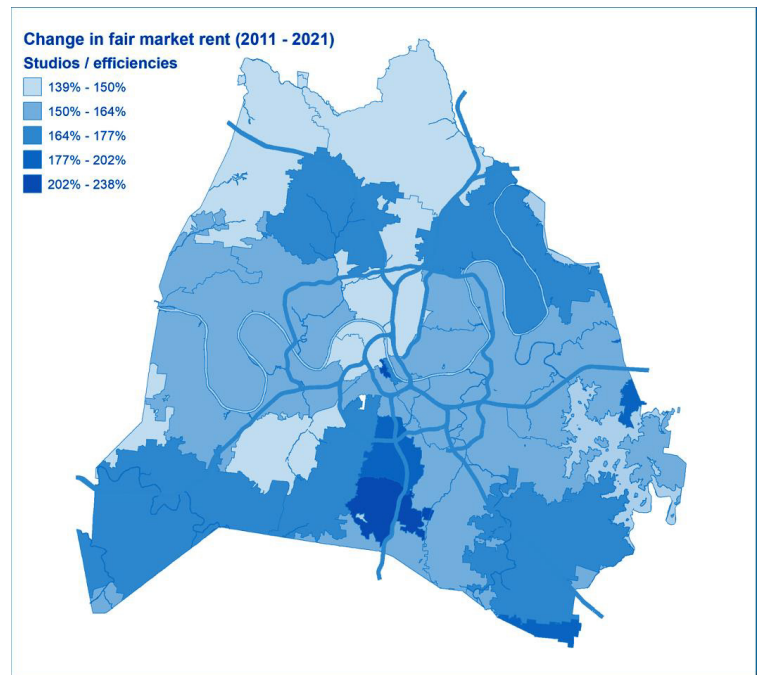 Change in fair market rent (2011 - 2021)
Studios / efficiencies
139% - 150%
150% - 164%
164% - 177%
177% - 202%
202% - 238%